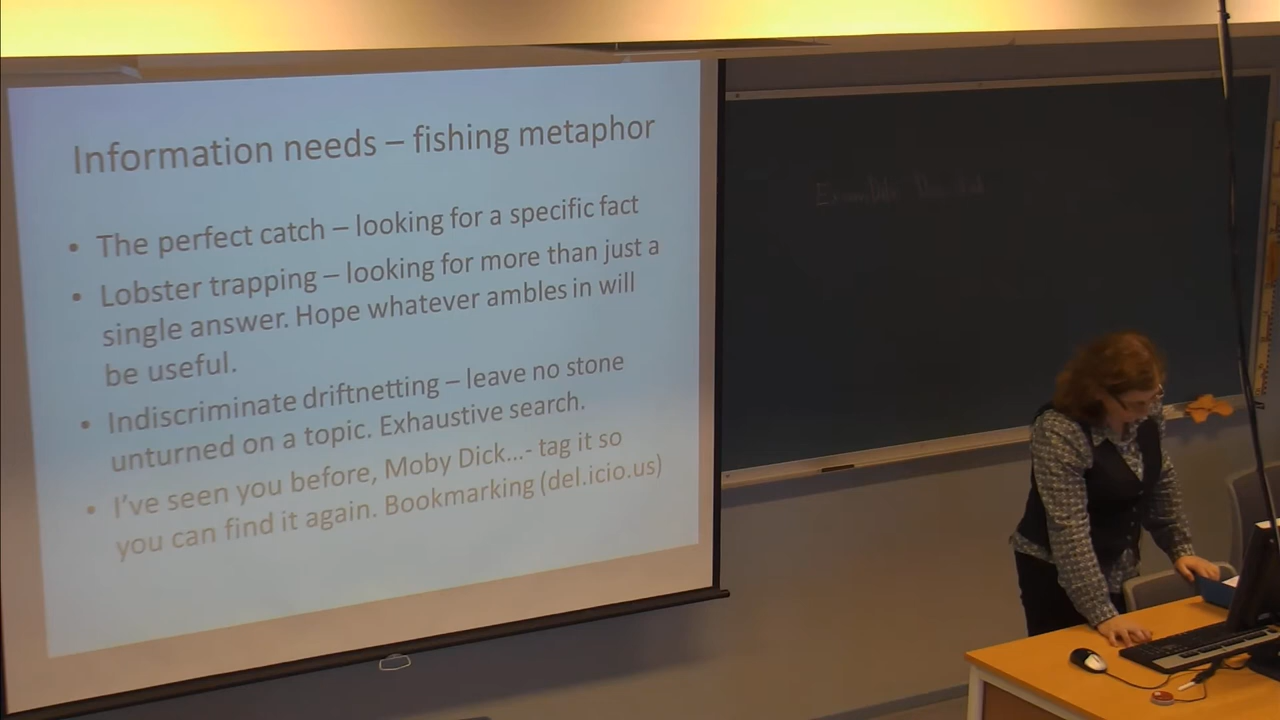 Information needs – fishing metaphor
• The perfect catch – looking for a specific fact
• Lobster trapping – looking for more than just a
single answer. Hope whatever ambles in will
be useful.
• Indiscriminate driftnetting – leave no stone
unturned on a topic. Exhaustive search.
• I've seen you before, Moby Dick...- tag it so
you can find it again. Bookmarking (del.icio.us)